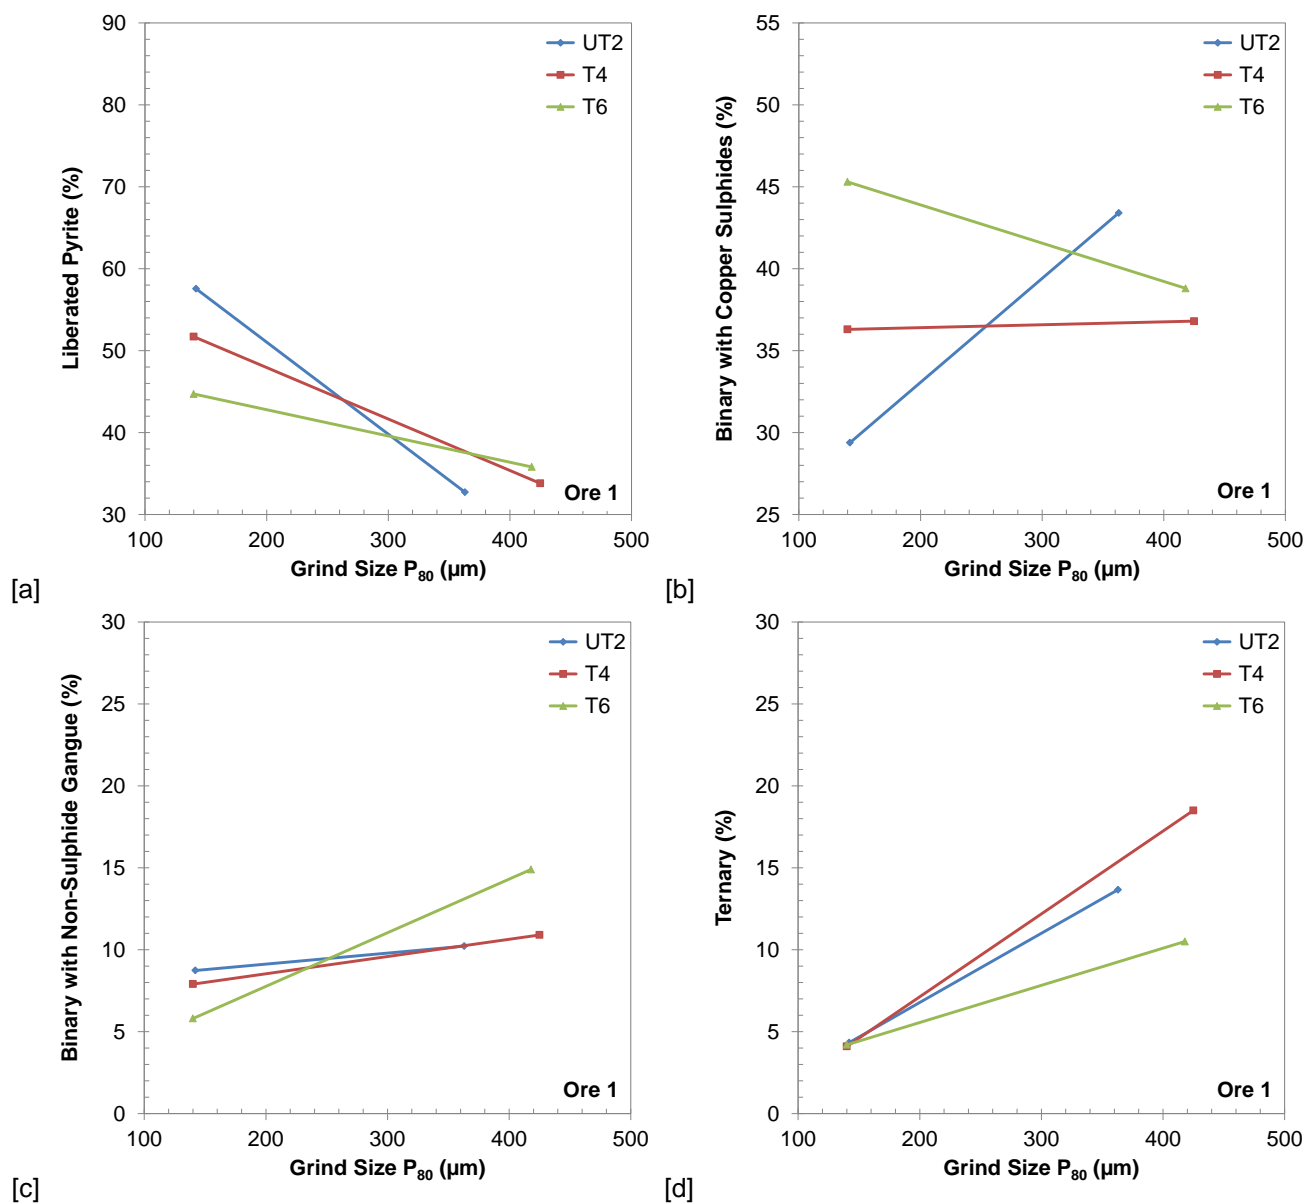 90
80
70
60
50
40
30
100 200 300 400 500
Liberated Pyrite (%)
Grind Size P80 (µm)
UT2
T4
T6
Ore 1
[a]
55
50
45
40
35
30
25
100 200 300 400 500
Binary with Copper Sulphides (%)
Grind Size P80 (µm)
UT2
T4
T6
Ore 1
[b]
30
25
20
15
10
5
0
100 200 300 400 500
Binary with Non-Sulphide Gangue (%)
Grind Size P80 (µm)
UT2
T4
T6
Ore 1
[c]
30
25
20
15
10
5
0
100 200 300 400 500
Ternary (%)
Grind Size P80 (µm)
UT2
T4
T6
Ore 1
[d]